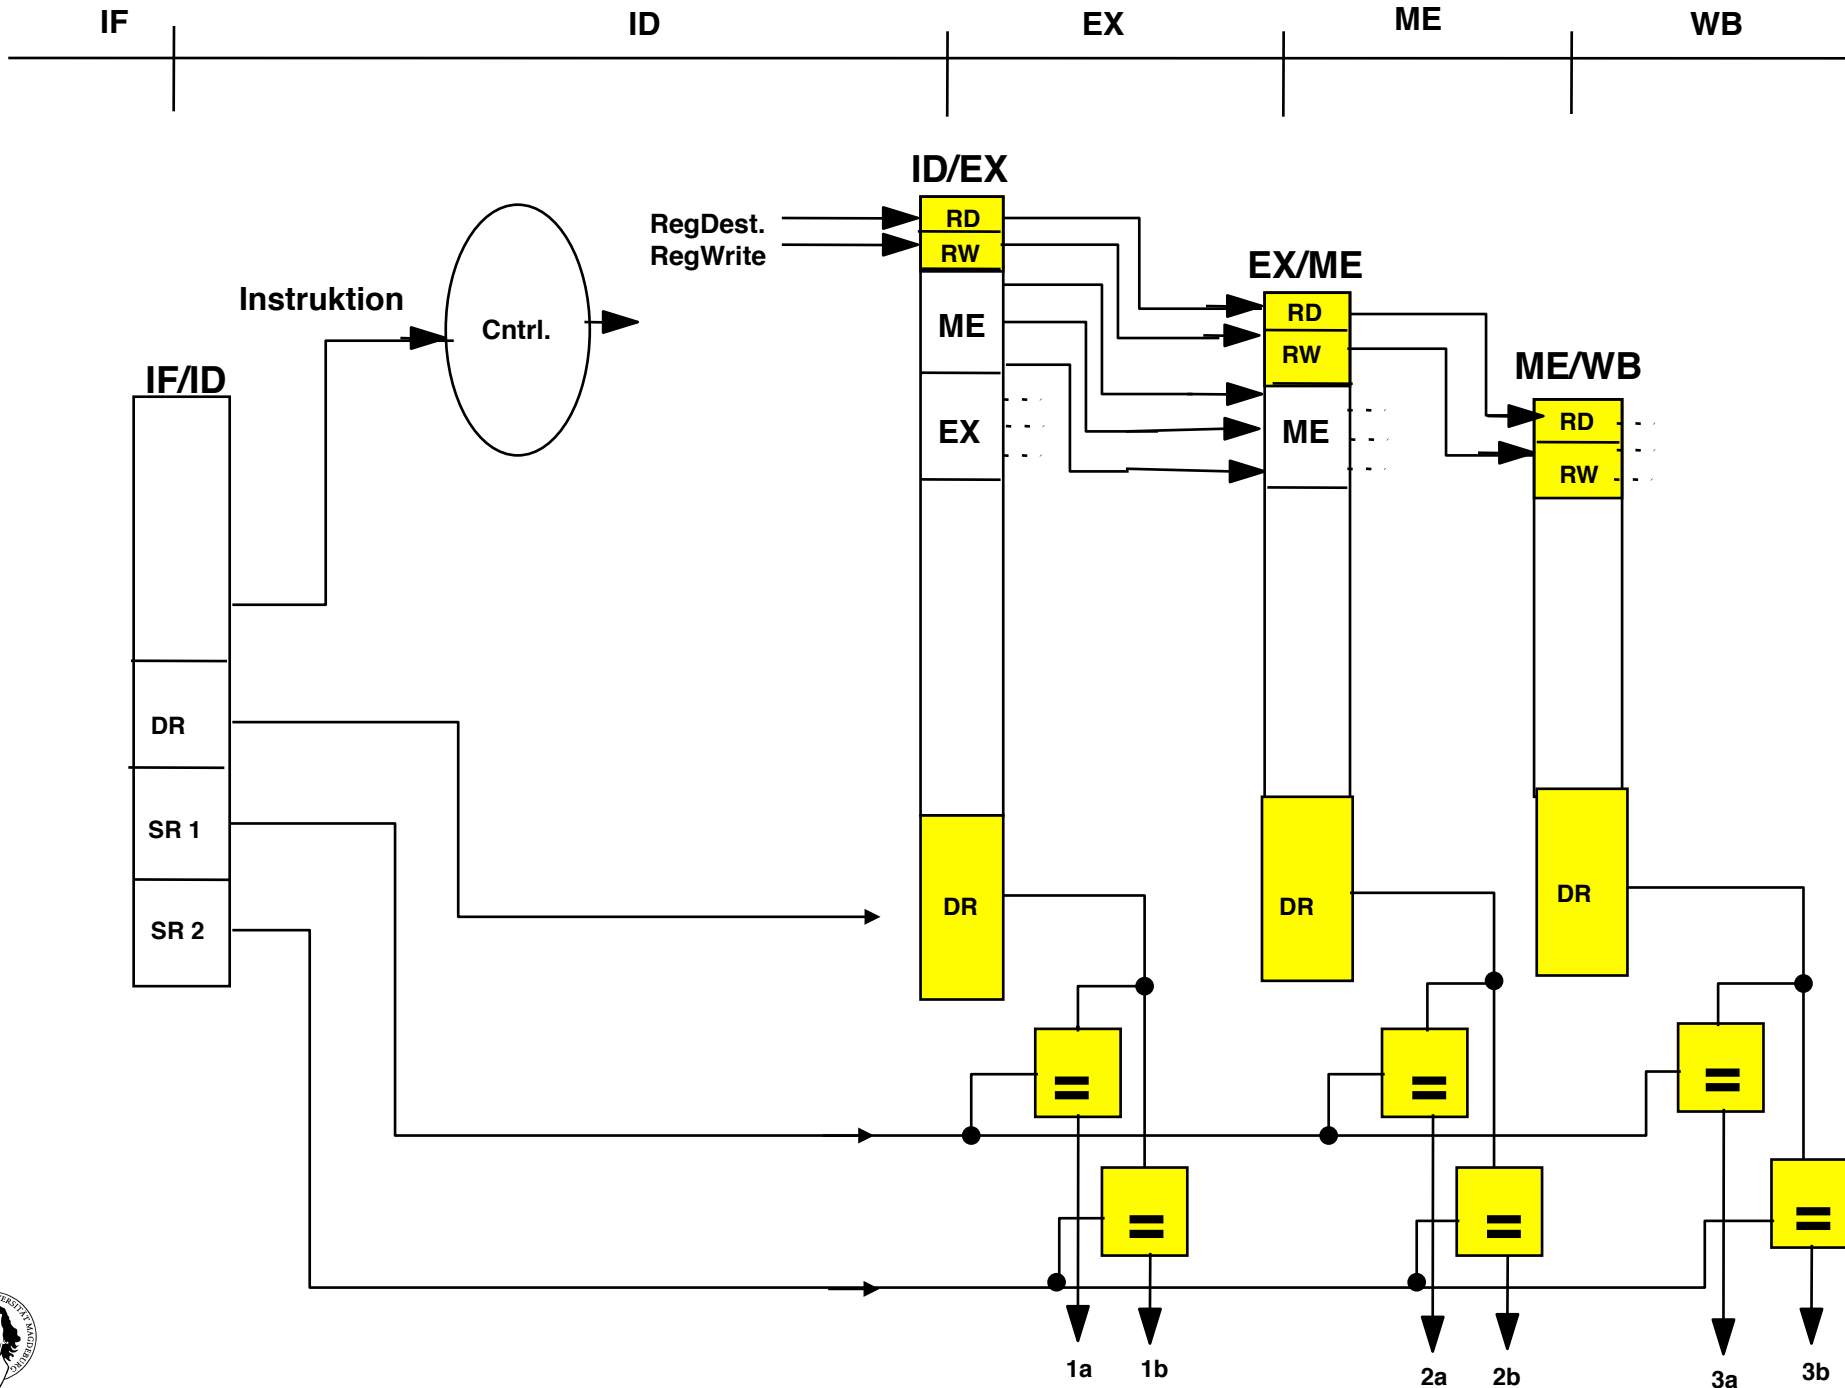 IF
ID
EX
ME
WB
ID/EX
RegDest.
RegWrite
RD
RW
ME
EX
DR
EX/ME
RD
RW
ME
DR
ME/WB
RD
RW
DR
Instruktion
Cntrl.
IF/ID
DR
SR 1
SR 2
=
=
=
=
=
=
1a
1b
2a
2b
3a
3b
ERSITÄT MAGDEBURG